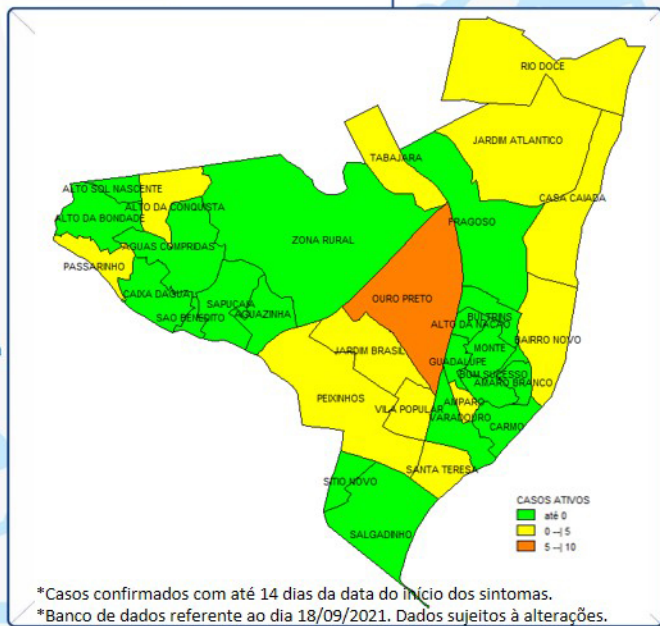 RIO DOCE
JARDIM ATLANTICO
TABAJARA
ALTO SOL NASCENTE
CASA CAIADA
ALTO DA CONQUISTA
ALTO DA BONDADE
FRAGOSO
ZONA RURAL
AGUAS COMPRIDAS
PASSARINHO
CAIXA DAGUA
OURO PRETO
SAPUCAIA
AGUAZINHA
SAO BENEDITO
BULTRINS
ALTO DA NACAO
BAIRRO NOVO
JARDIM BRASIL
MONTE
GUADALUPE
BOM SUCESSO
AMARO BRANCO
PEIXINHOS
VILA POPULAR
AMPARO
VARADOURO
CARMO
SANTA TERESA
SITIO NOVO
SALGADINHO
CASOS ATIVOS
até 0
0 --| 5
5 --| 10
*Casos confirmados com até 14 dias da data do início dos sintomas.
*Banco de dados referente ao dia 18/09/2021. Dados sujeitos à alterações.